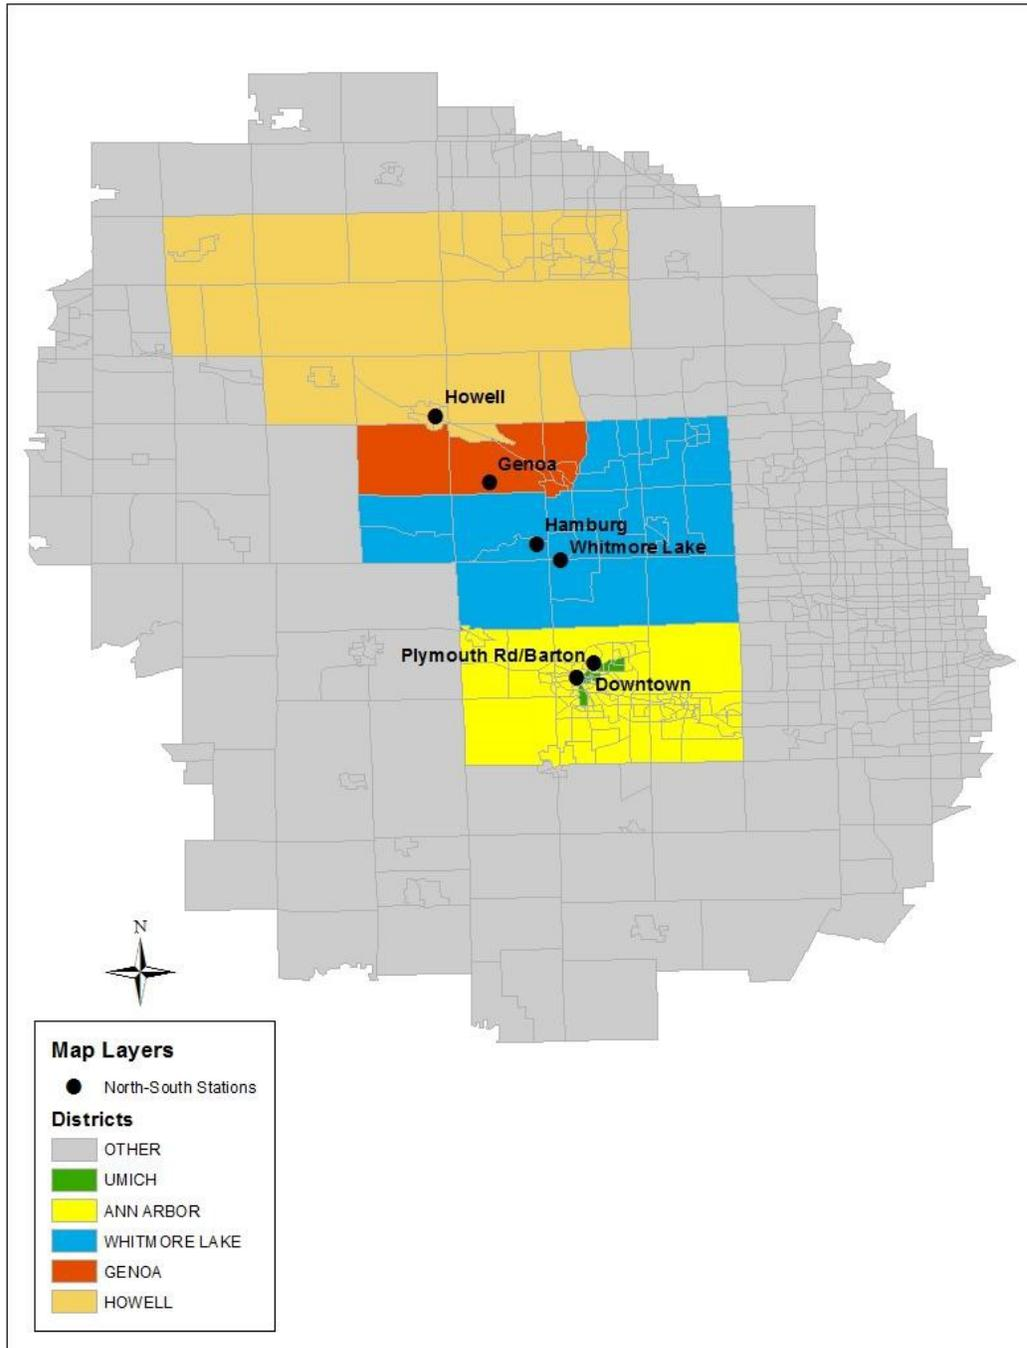 Howell
Genoa
Hamburg
Whitmore Lake
Plymouth Rd/Barton
Downtown
N
Map Layers
North-South Stations
Districts
OTHER
UMICH
ANN ARBOR
WHITMORE LAKE
GENOA
HOWELL